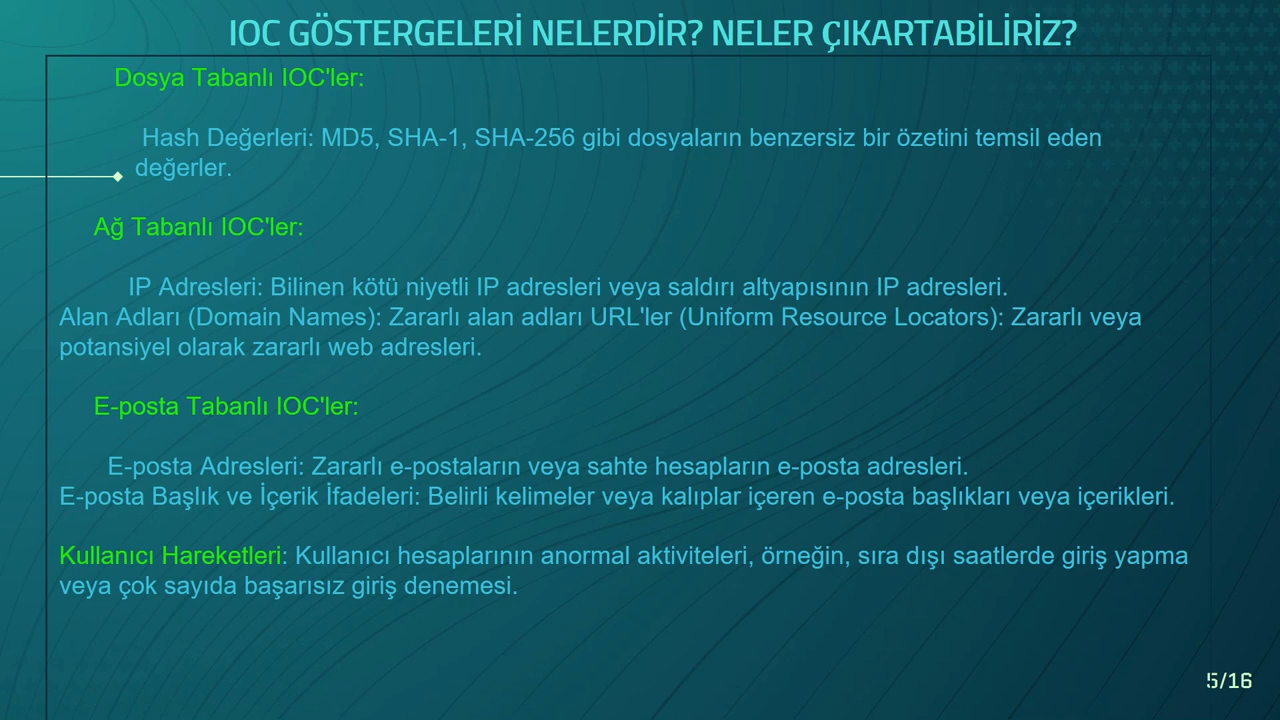 IOC GÖSTERGELERİ NELERDİR? NELER ÇIKARTABİLİRİZ?
Dosya Tabanlı IOC'ler:
Hash Değerleri: MD5, SHA-1, SHA-256 gibi dosyaların benzersiz bir özetini temsil eden
değerler.
Ağ Tabanlı IOC'ler:
IP Adresleri: Bilinen kötü niyetli IP adresleri veya saldırı altyapısının IP adresleri.
Alan Adları (Domain Names): Zararlı alan adları URL'ler (Uniform Resource Locators): Zararlı veya
potansiyel olarak zararlı web adresleri.
E-posta Tabanlı IOC'ler:
E-posta Adresleri: Zararlı e-postaların veya sahte hesapların e-posta adresleri.
E-posta Başlık ve İçerik İfadeleri: Belirli kelimeler veya kalıplar içeren e-posta başlıkları veya içerikleri.
Kullanıcı Hareketleri: Kullanıcı hesaplarının anormal aktiviteleri, örneğin, sıra dışı saatlerde giriş yapma
veya çok sayıda başarısız giriş denemesi.
5/16